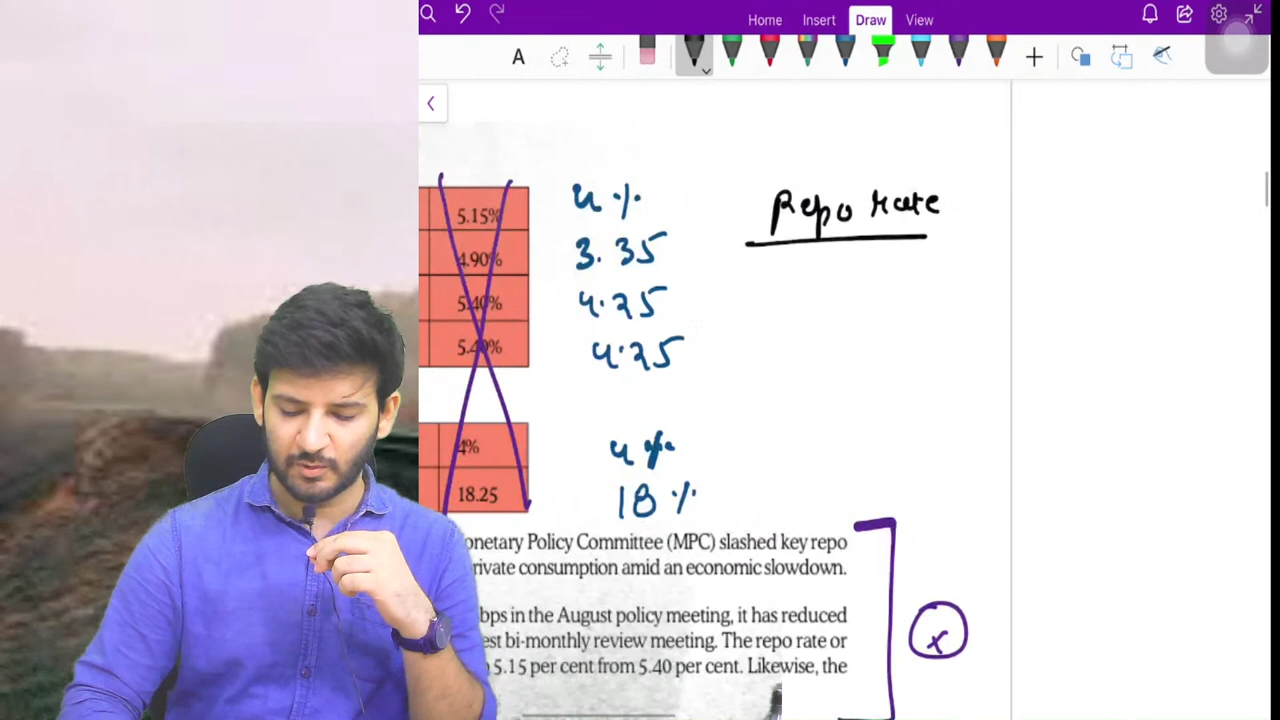 Home Insert Draw View
A
5.15% 4%
Repo Rate
4.90% 3.35
5.40% 4.25
5.40% 4.25
4%
18.25 18%
onetary Policy Committee (MPC) slashed key repo
rivate consumption amid an economic slowdown.
bps in the August policy meeting, it has reduced
est bi-monthly review meeting. The repo rate or
5.15 per cent from 5.40 per cent. Likewise, the
x